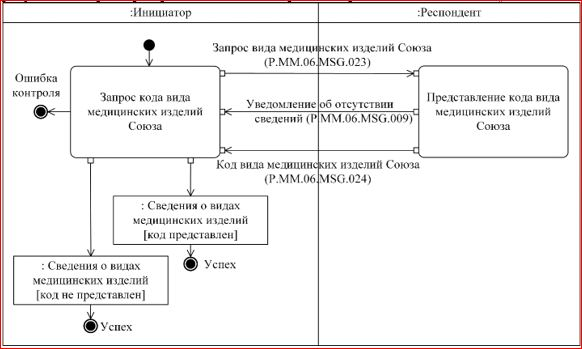 :Инициатор
:Респондент
Запрос вида медицинских изделий Союза
(P.MM.06.MSG.023)
Ошибка
контроля
Запрос кода вида
медицинских изделий
Союза
Уведомление об отсутствии
сведений (P.MM.06.MSG.009)
Представление кода вида
медицинских изделий
Союза
Код вида медицинских изделий Союза
(P.MM.06.MSG.024)
: Сведения о видах
медицинских изделий
[код представлен]
Успех
: Сведения о видах
медицинских изделий
[код не представлен]
Успех